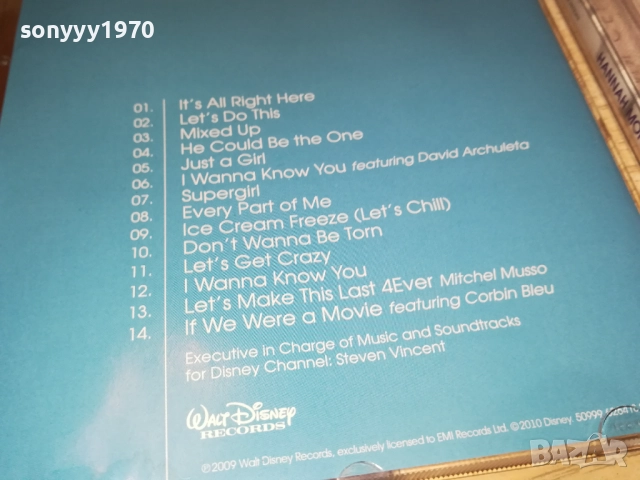 sonyyy1970
HANNAH MO
01. It's All Right Here
02. Let's Do This
03. Mixed Up
04. He Could Be the One
05. Just a Girl
06. I Wanna Know You featuring David Archuleta
07. Supergirl
08. Every Part of Me
09. Ice Cream Freeze (Let's Chill)
10. Don't Wanna Be Torn
11. Let's Get Crazy
12. I Wanna Know You
13. Let's Make This Last 4Ever Mitchel Musso
14. If We Were a Movie featuring Corbin Bleu
Executive in Charge of Music and Soundtracks
for Disney Channel: Steven Vincent
WALT DISNEY
RECORDS
℗2009 Walt Disney Records, exclusively licensed to EMI Records Ltd. ©2010 Disney. 50999
BAZAR